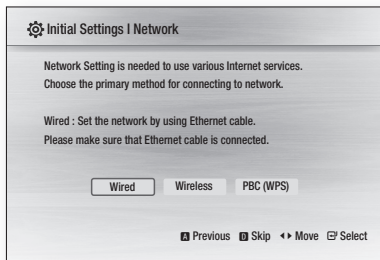 Initial Settings I Network
Network Setting is needed to use various Internet services.
Choose the primary method for connecting to network.
Wired : Set the network by using Ethernet cable.
Please make sure that Ethernet cable is connected.
Wired Wireless PBC (WPS)
A Previous D Skip Move Select